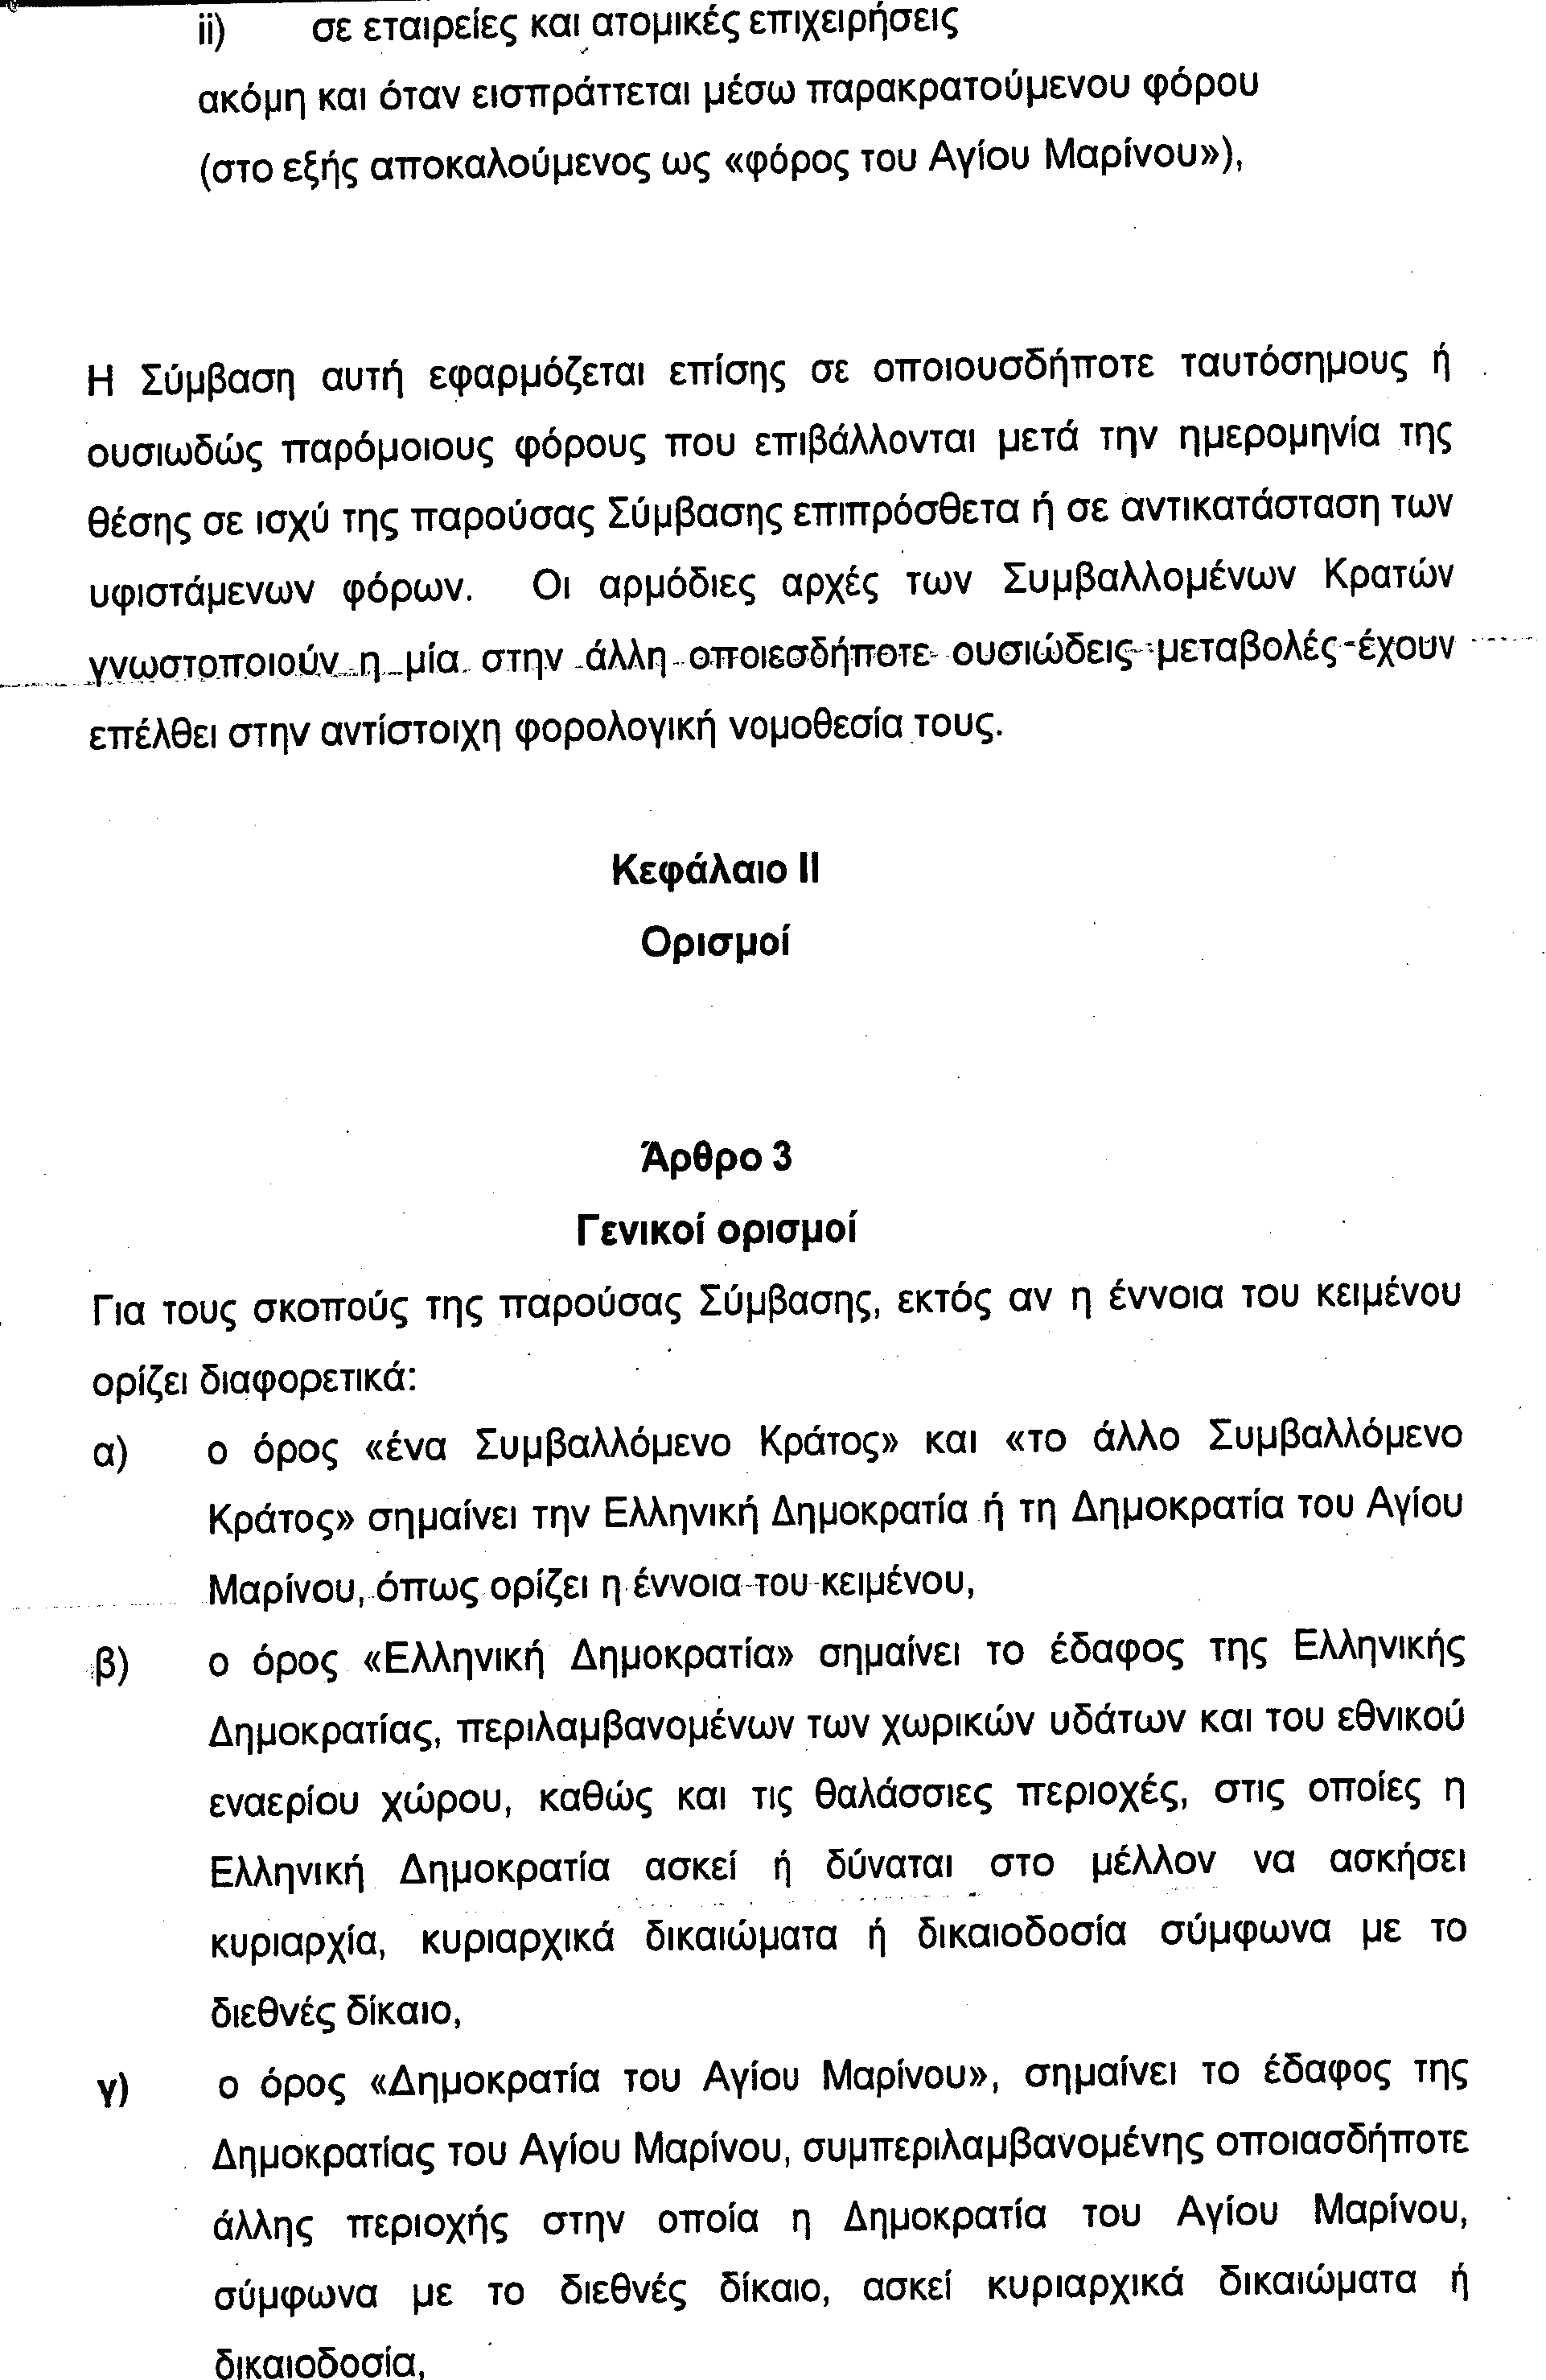 ii) σε εταιρείες και ατομικές επιχειρήσεις
ακόμη και όταν εισπράττεται μέσω παρακρατούμενου φόρου
(στο εξής αποκαλούμενος ως «φόρος του Αγίου Μαρίνου»),
Η Σύμβαση αυτή εφαρμόζεται επίσης σε οποιουσδήποτε ταυτόσημους ή
ουσιωδώς παρόμοιους φόρους που επιβάλλονται μετά την ημερομηνία της
θέσης σε ισχύ της παρούσας Σύμβασης επιπρόσθετα ή σε αντικατάσταση των
υφιστάμενων φόρων. Οι αρμόδιες αρχές των Συμβαλλομένων Κρατών
γνωστοποιούν η μία στην άλλη οποιεσδήποτε ουσιώδεις μεταβολές έχουν
επέλθει στην αντίστοιχη φορολογική νομοθεσία τους.
Κεφάλαιο II
Ορισμοί
Άρθρο 3
Γενικοί ορισμοί
Για τους σκοπούς της παρούσας Σύμβασης, εκτός αν η έννοια του κειμένου
ορίζει διαφορετικά:
α) ο όρος «ένα Συμβαλλόμενο Κράτος» και «το άλλο Συμβαλλόμενο
Κράτος» σημαίνει την Ελληνική Δημοκρατία ή τη Δημοκρατία του Αγίου
Μαρίνου, όπως ορίζει η έννοια του κειμένου,
β) ο όρος «Ελληνική Δημοκρατία» σημαίνει το έδαφος της Ελληνικής
Δημοκρατίας, περιλαμβανομένων των χωρικών υδάτων και του εθνικού
εναερίου χώρου, καθώς και τις θαλάσσιες περιοχές, στις οποίες η
Ελληνική Δημοκρατία ασκεί ή δύναται στο μέλλον να ασκήσει
κυριαρχία, κυριαρχικά δικαιώματα ή δικαιοδοσία σύμφωνα με το
διεθνές δίκαιο,
γ) ο όρος «Δημοκρατία του Αγίου Μαρίνου», σημαίνει το έδαφος της
Δημοκρατίας του Αγίου Μαρίνου, συμπεριλαμβανομένης οποιασδήποτε
άλλης περιοχής στην οποία η Δημοκρατία του Αγίου Μαρίνου,
σύμφωνα με το διεθνές δίκαιο, ασκεί κυριαρχικά δικαιώματα ή
δικαιοδοσία,